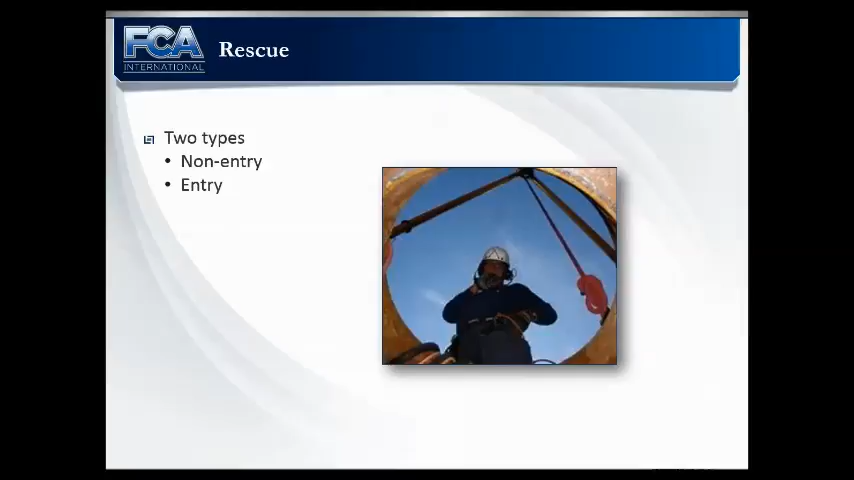 FCA
INTERNATIONAL
Rescue
Two types
• Non-entry
• Entry